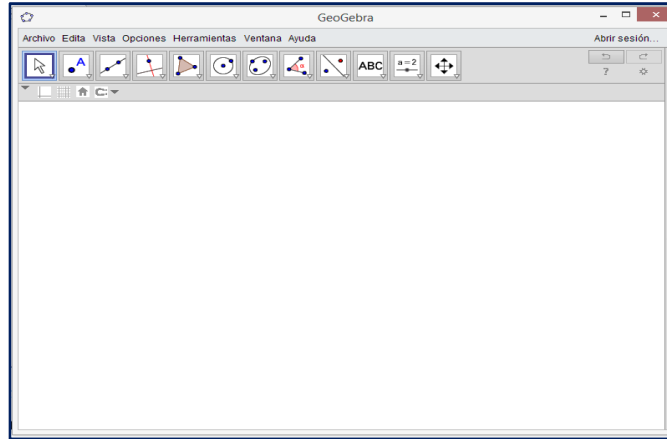 GeoGebra
Archivo Edita Vista Opciones Herramientas Ventana Ayuda Abrir sesión...
A α ABC a = 2
?